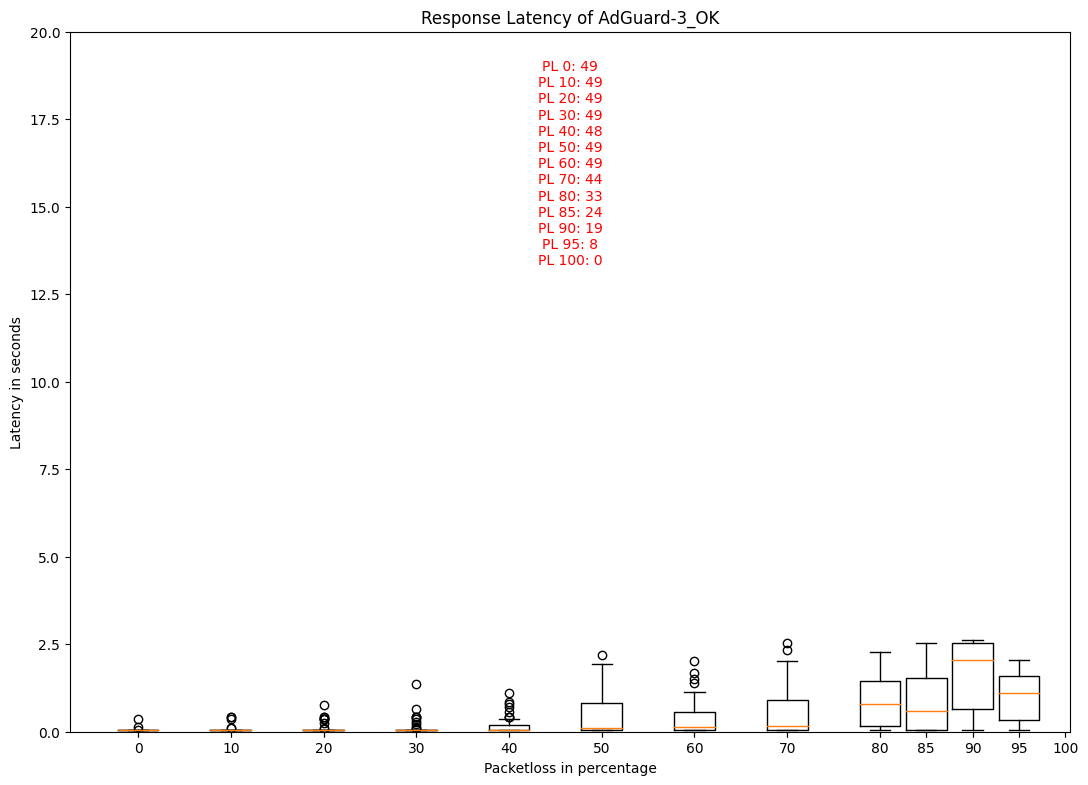 Response Latency of AdGuard-3_OK
20.0
17.5
15.0
12.5
10.0
7.5
5.0
2.5
0.0
Latency in seconds
PL 0: 49
PL 10: 49
PL 20: 49
PL 30: 49
PL 40: 48
PL 50: 49
PL 60: 49
PL 70: 44
PL 80: 33
PL 85: 24
PL 90: 19
PL 95: 8
PL 100: 0
0 10 20 30 40 50 60 70 80 85 90 95 100
Packetloss in percentage